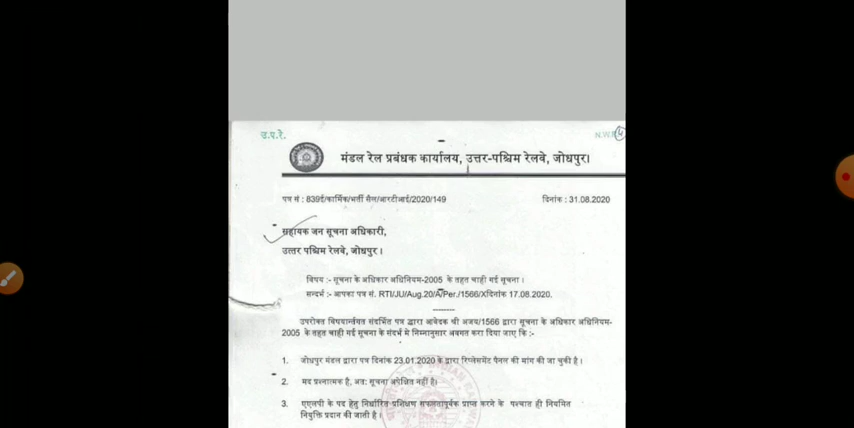 उ.प.रे.
मंडल रेल प्रबंधक कार्यालय, उत्तर-पश्चिम रेलवे, जोधपुर।
पत्र सं : 839ई/कार्मिक/भर्ती सैल/आरटीआई/2020/149 दिनांक : 31.08.2020
सहायक जन सूचना अधिकारी,
उत्तर पश्चिम रेलवे, जोधपुर।
विषय :- सूचना के अधिकार अधिनियम-2005 के तहत चाही गई सूचना।
सन्दर्भ :- आपका पत्र सं. RTI/JU/Aug.20/A/Per./1566/Xदिनांक 17.08.2020.
उपरोक्त विषयान्तर्गत संदर्भित पत्र द्वारा आवेदक श्री अजय/1566 द्वारा सूचना के अधिकार अधिनियम-
2005 के तहत चाही गई सूचना के संदर्भ मे निम्नानुसार अवगत करा दिया जाए कि :-
1. जोधपुर मंडल द्वारा पत्र दिनांक 23.01.2020 के द्वारा रिप्लेसमेंट पैनल की मांग की जा चुकी है।
2. मद प्रश्नात्मक है, अतः सूचना अपेक्षित नहीं है।
3. एएलपी के पद हेतु निर्धारित प्रशिक्षण सफलतापूर्वक प्राप्त करने के पश्चात ही नियमित
नियुक्ति प्रदान की जाती है।